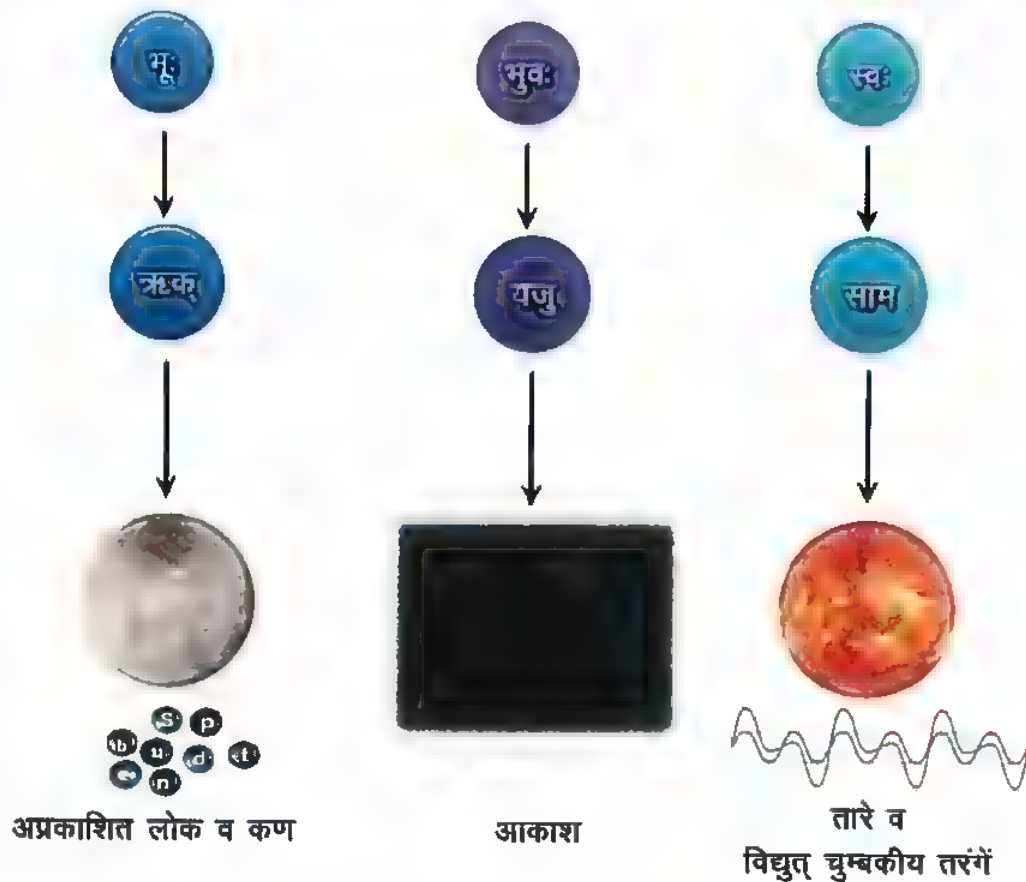 भूः
भुवः
स्वः
ऋक्
यजु
साम
s p
b u d t
c n
अप्रकाशित लोक व कण
आकाश
तारे व
विद्युत् चुम्बकीय तरंगें